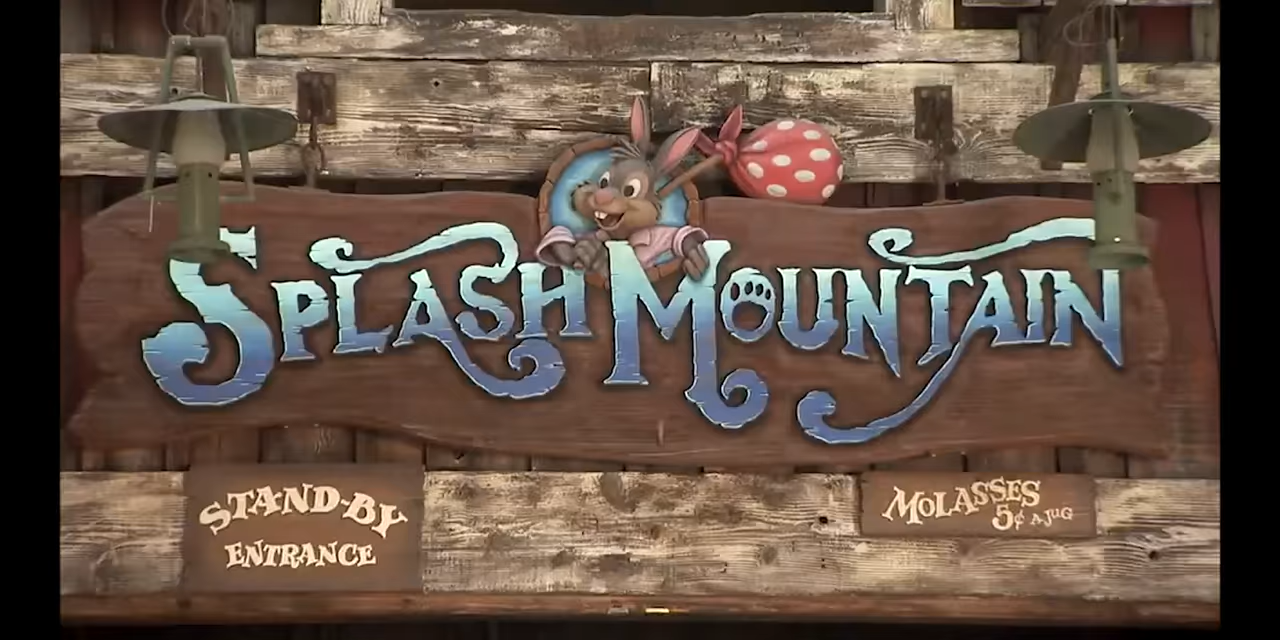 SPLASH MOUNTAIN
STAND-BY
ENTRANCE
MOLASSES
5¢ A JUG